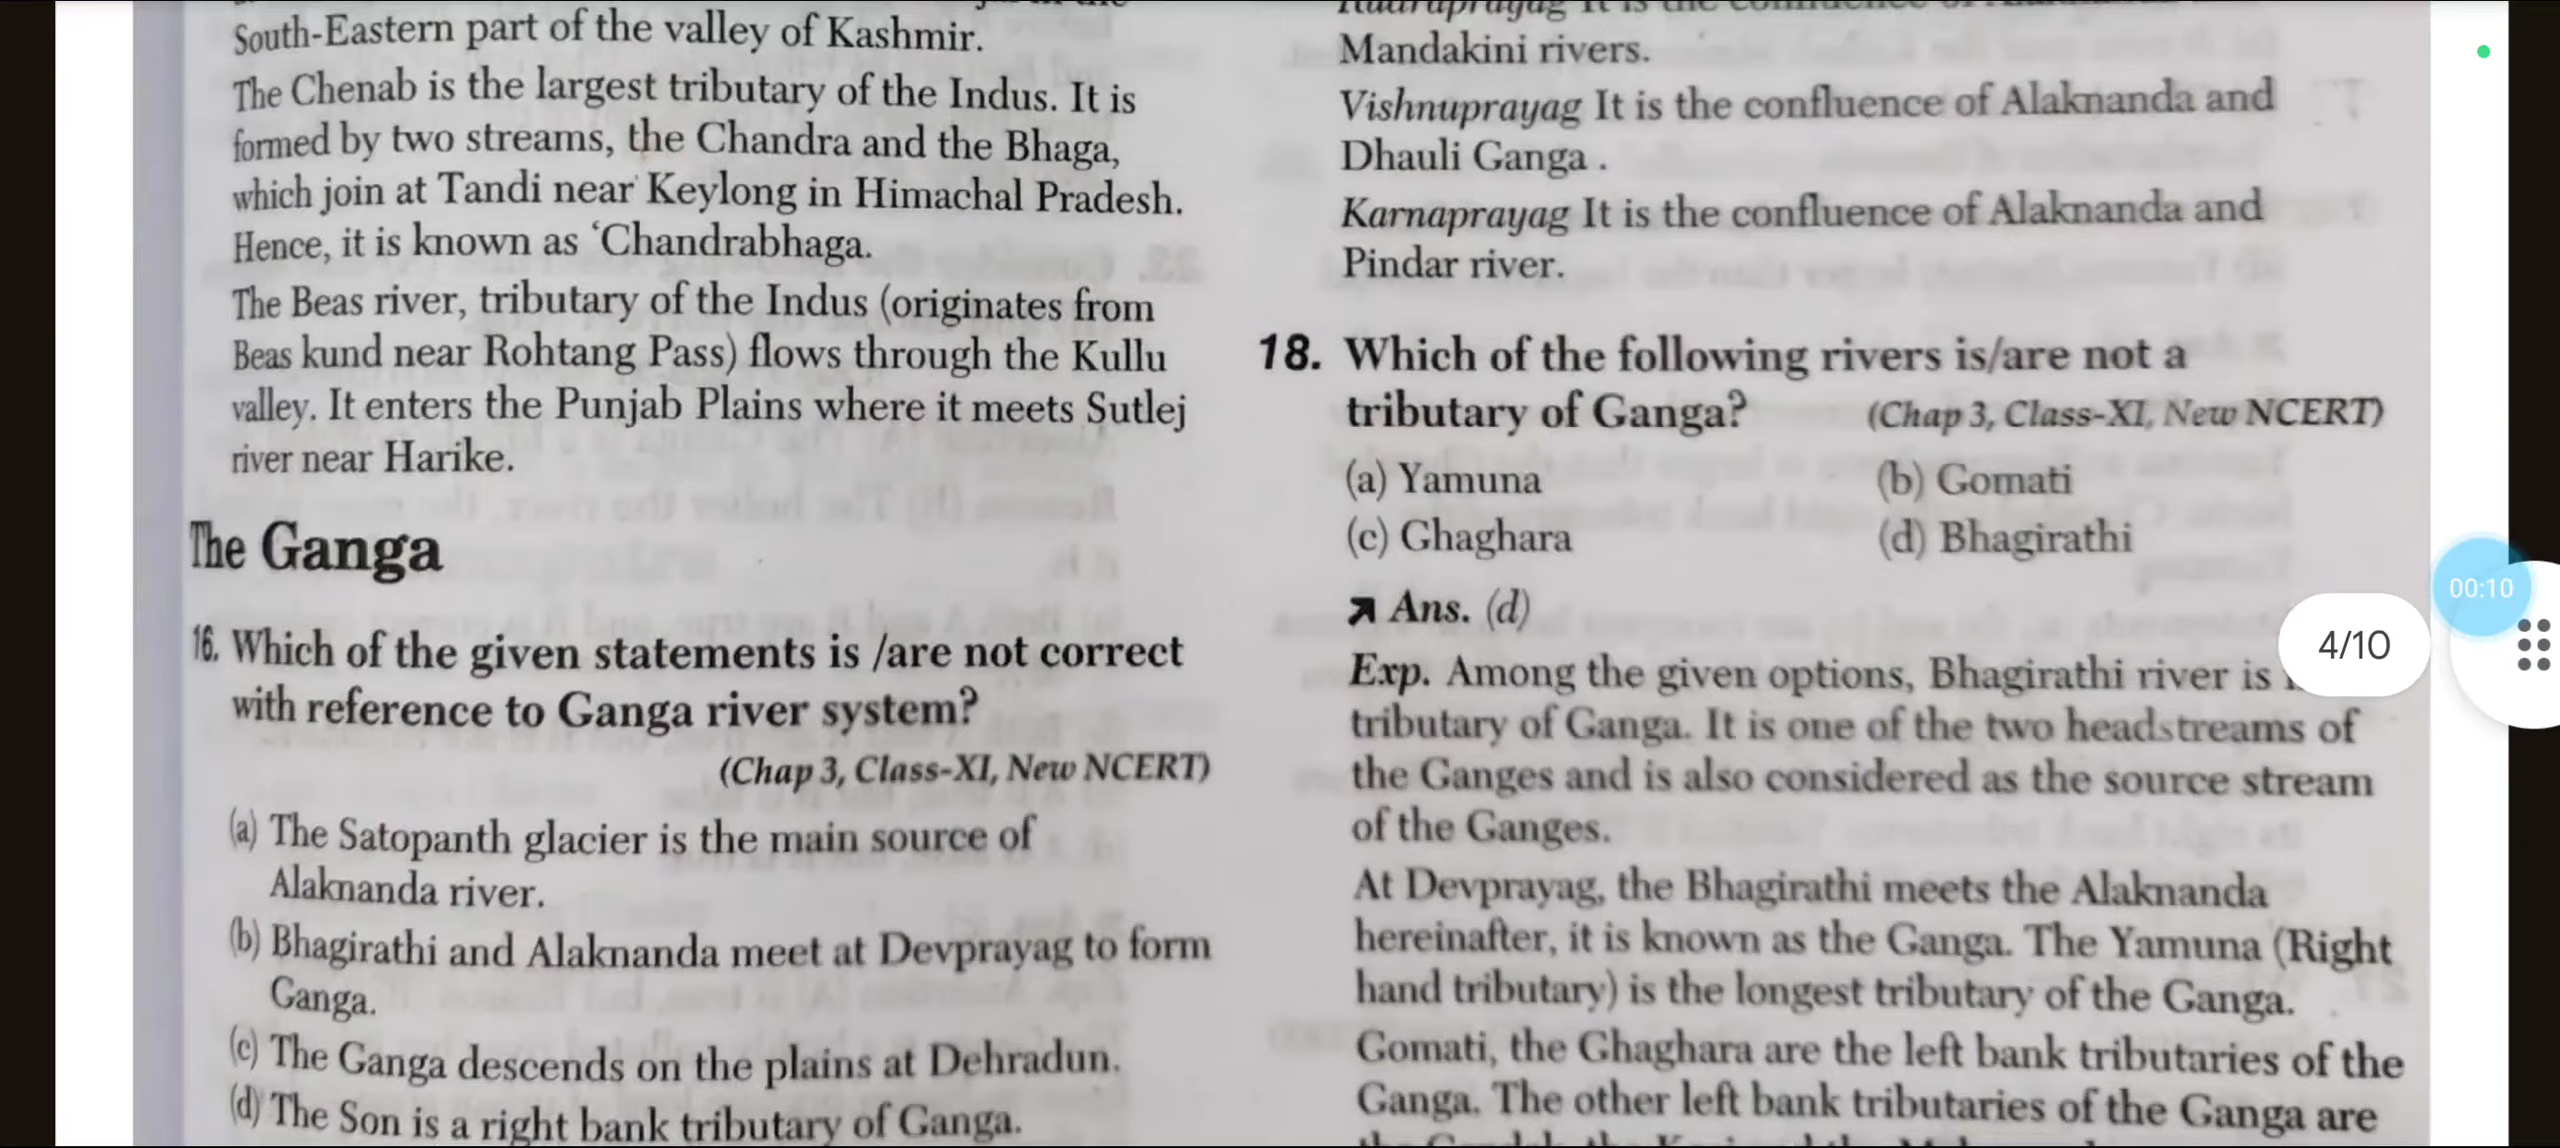 South-Eastern part of the valley of Kashmir.
The Chenab is the largest tributary of the Indus. It is
formed by two streams, the Chandra and the Bhaga,
which join at Tandi near Keylong in Himachal Pradesh.
Hence, it is known as ‘Chandrabhaga.
The Beas river, tributary of the Indus (originates from
Beas kund near Rohtang Pass) flows through the Kullu
valley. It enters the Punjab Plains where it meets Sutlej
river near Harike.
The Ganga
16. Which of the given statements is /are not correct
with reference to Ganga river system?
(Chap 3, Class-XI, New NCERT)
(a) The Satopanth glacier is the main source of
Alaknanda river.
(b) Bhagirathi and Alaknanda meet at Devprayag to form
Ganga.
(c) The Ganga descends on the plains at Dehradun.
(d) The Son is a right bank tributary of Ganga.
Rudraprayag It is the confluence of
Mandakini rivers.
Vishnuprayag It is the confluence of Alaknanda and
Dhauli Ganga .
Karnaprayag It is the confluence of Alaknanda and
Pindar river.
18. Which of the following rivers is/are not a
tributary of Ganga? (Chap 3, Class-XI, New NCERT)
(a) Yamuna (b) Gomati
(c) Ghaghara (d) Bhagirathi
Ans. (d)
Exp. Among the given options, Bhagirathi river is
tributary of Ganga. It is one of the two headstreams of
the Ganges and is also considered as the source stream
of the Ganges.
At Devprayag, the Bhagirathi meets the Alaknanda
hereinafter, it is known as the Ganga. The Yamuna (Right
hand tributary) is the longest tributary of the Ganga.
Gomati, the Ghaghara are the left bank tributaries of the
Ganga. The other left bank tributaries of the Ganga are
00:10
4/10